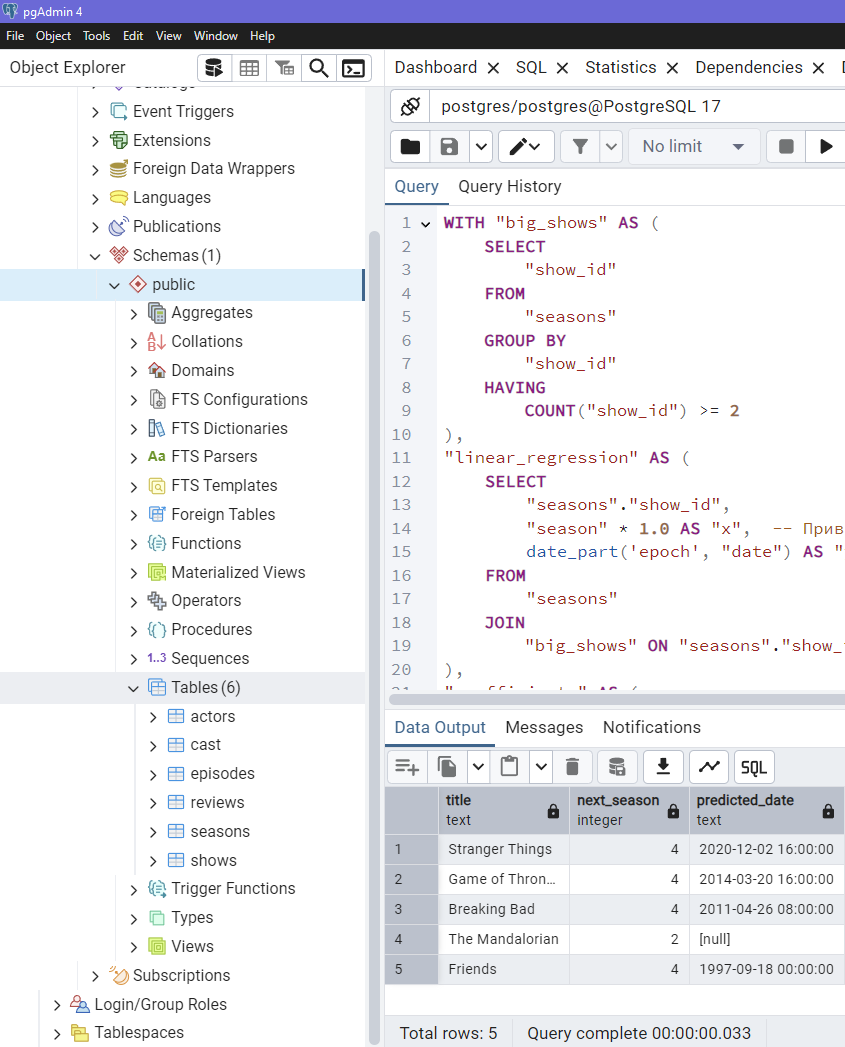 pgAdmin 4
File Object Tools Edit View Window Help
Object Explorer
Dashboard SQL Statistics Dependencies
postgres/postgres@PostgreSQL 17
No limit
Query Query History
Event Triggers
Extensions
Foreign Data Wrappers
Languages
Publications
Schemas (1)
public
Aggregates
Collations
Domains
FTS Configurations
FTS Dictionaries
Aa FTS Parsers
FTS Templates
Foreign Tables
Functions
Materialized Views
Operators
Procedures
1..3 Sequences
Tables (6)
actors
cast
episodes
reviews
seasons
shows
Trigger Functions
Types
Views
Subscriptions
Login/Group Roles
Tablespaces
1 WITH "big_shows" AS (
2 SELECT
3 "show_id"
4 FROM
5 "seasons"
6 GROUP BY
7 "show_id"
8 HAVING
9 COUNT("show_id") >= 2
10 ),
11 "linear_regression" AS (
12 SELECT
13 "seasons"."show_id",
14 "season" * 1.0 AS "x", -- Прив
15 date_part('epoch', "date") AS "
16 FROM
17 "seasons"
18 JOIN
19 "big_shows" ON "seasons"."show_
20 ),
Data Output Messages Notifications
SQL
title next_season predicted_date
text integer text
1 Stranger Things 4 2020-12-02 16:00:00
2 Game of Thron... 4 2014-03-20 16:00:00
3 Breaking Bad 4 2011-04-26 08:00:00
4 The Mandalorian 2 [null]
5 Friends 4 1997-09-18 00:00:00
Total rows: 5 Query complete 00:00:00.033